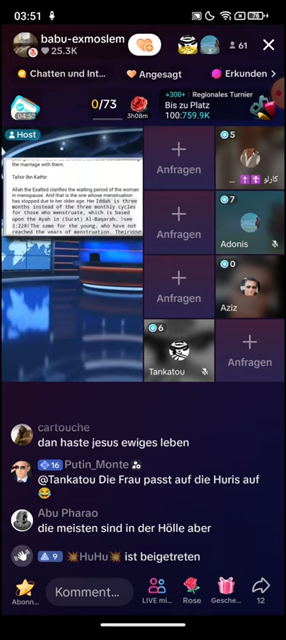 03:51
76
babu-exmoslem
25.3K
61
Chatten und Int...
Angesagt
Erkunden
04:52
0/73
3h08m
+300+ Regionales Turnier
Bis zu Platz
100:759.9K
Host
the marriage with them.
Tafsir Ibn Kathir:
Allah the Exalted clarifies the waiting period of the woman
in menopause. And that is the one whose menstruation
has stopped due to her older age. Her Iddah is three
months instead of the three monthly cycles
for those who menstruate, which is based
upon the Ayah in (Surat) Al-Baqarah. [see
2:228] The same for the young, who have not
reached the years of menstruation.
Anfragen
Anfragen
Anfragen
Anfragen
5
كارلو
7
Adonis
0
Aziz
6
Tankatou
cartouche
dan haste jesus ewiges leben
16 Putin_Monte
@Tankatou Die Frau passt auf die Huris auf
😂
Abu Pharao
die meisten sind in der Hölle aber
9 💥HuHu💥 ist beigetreten
Abonn...
Komment...
LIVE mi...
Rose
Gesche...
12